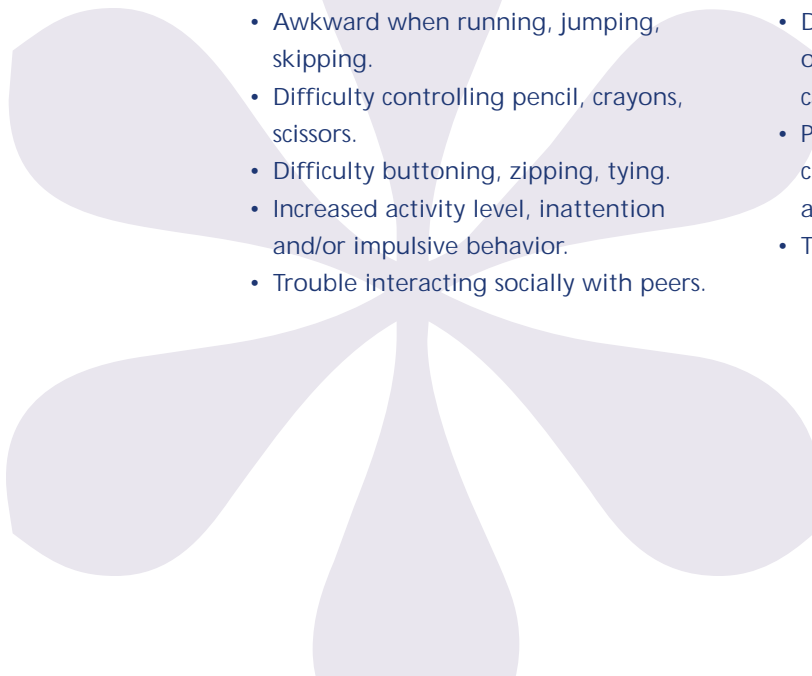 • Awkward when running, jumping,
skipping.
• Difficulty controlling pencil, crayons,
scissors.
• Difficulty buttoning, zipping, tying.
• Increased activity level, inattention
and/or impulsive behavior.
• Trouble interacting socially with peers.